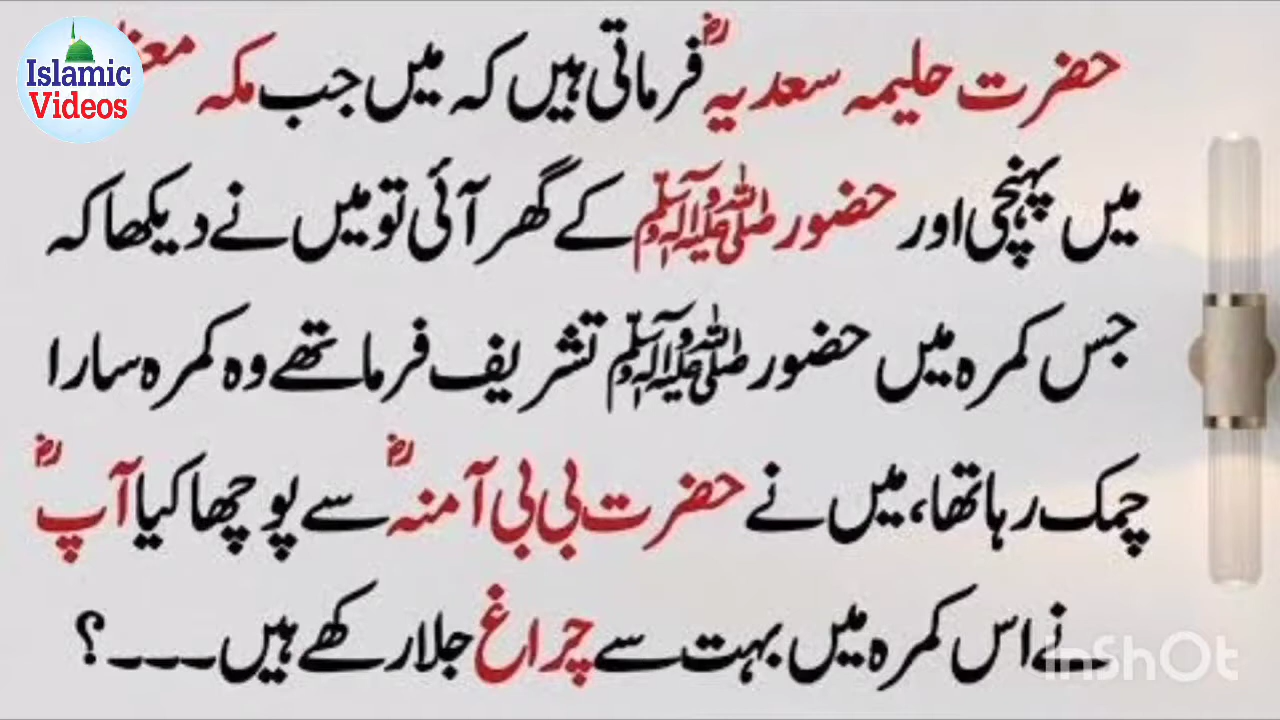 Islamic
Videos
حضرت حلیمہ سعدیہؓ فرماتی ہیں کہ میں جب مکہ
میں پہنچی اور حضور ﷺ کے گھر آئی تو میں نے دیکھا کہ
جس کمرہ میں حضور ﷺ تشریف فرما تھے وہ کمرہ سارا
چمک رہا تھا، میں نے حضرت بی بی آمنہؓ سے پوچھا کیا آپؓ
نے اس کمرہ میں بہت سے چراغ جلا رکھے ہیں۔۔۔؟
InShOt